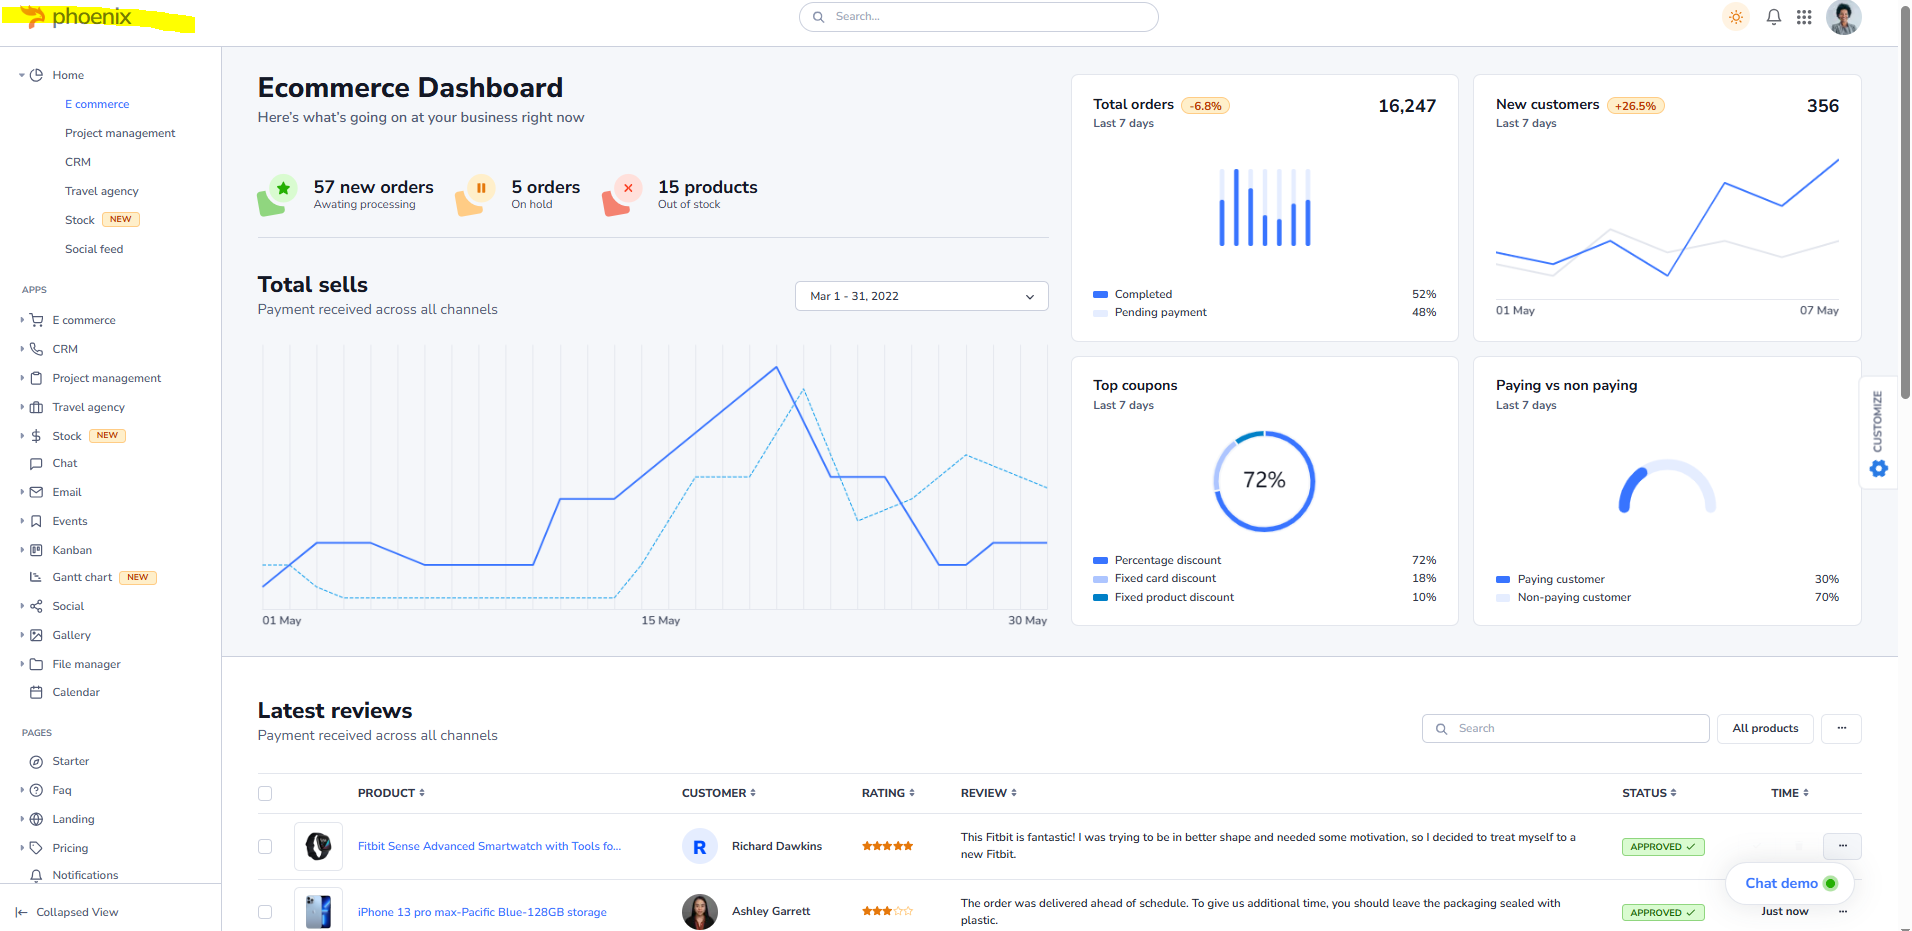 phoenix
Search...
Home
E commerce
Project management
CRM
Travel agency
Stock NEW
Social feed
APPS
E commerce
CRM
Project management
Travel agency
Stock NEW
Chat
Email
Events
Kanban
Gantt chart NEW
Social
Gallery
File manager
Calendar
PAGES
Starter
Faq
Landing
Pricing
Notifications
Collapsed View
Ecommerce Dashboard
Here's what's going on at your business right now
57 new orders
Awating processing
5 orders
On hold
15 products
Out of stock
Total sells
Payment received across all channels
Mar 1 - 31, 2022
01 May 15 May 30 May
Total orders -6.8% 16,247
Last 7 days
Completed 52%
Pending payment 48%
New customers +26.5% 356
Last 7 days
01 May 07 May
Top coupons
Last 7 days
72%
Percentage discount 72%
Fixed card discount 18%
Fixed product discount 10%
Paying vs non paying
Last 7 days
Paying customer 30%
Non-paying customer 70%
CUSTOMIZE
Latest reviews
Payment received across all channels
Search
All products
...
PRODUCT CUSTOMER RATING REVIEW STATUS TIME
Fitbit Sense Advanced Smartwatch with Tools fo... R Richard Dawkins This Fitbit is fantastic! I was trying to be in better shape and needed some motivation, so I decided to treat myself to a
new Fitbit.
APPROVED ...
Chat demo
iPhone 13 pro max-Pacific Blue-128GB storage Ashley Garrett The order was delivered ahead of schedule. To give us additional time, you should leave the packaging sealed with
plastic.
APPROVED Just now ...